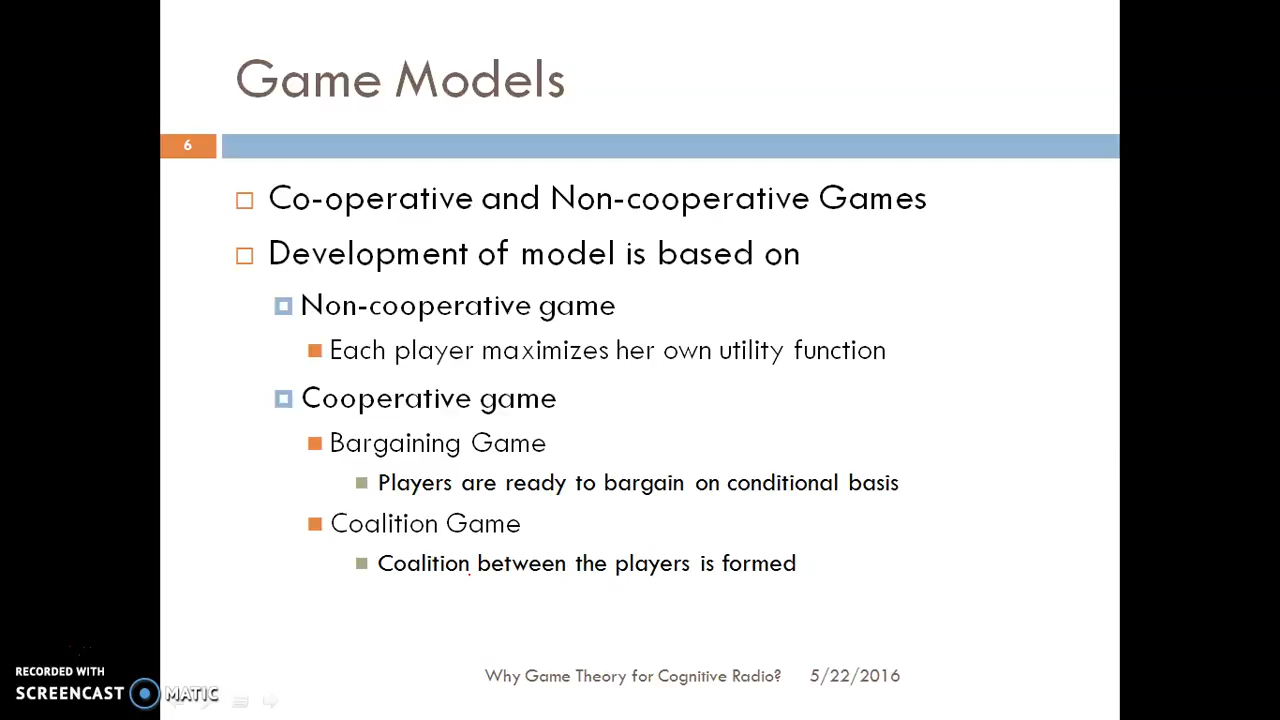 Game Models
6
Co-operative and Non-cooperative Games
Development of model is based on
Non-cooperative game
Each player maximizes her own utility function
Cooperative game
Bargaining Game
Players are ready to bargain on conditional basis
Coalition Game
Coalition between the players is formed
Why Game Theory for Cognitive Radio? 5/22/2016
RECORDED WITH
SCREENCAST MATIC